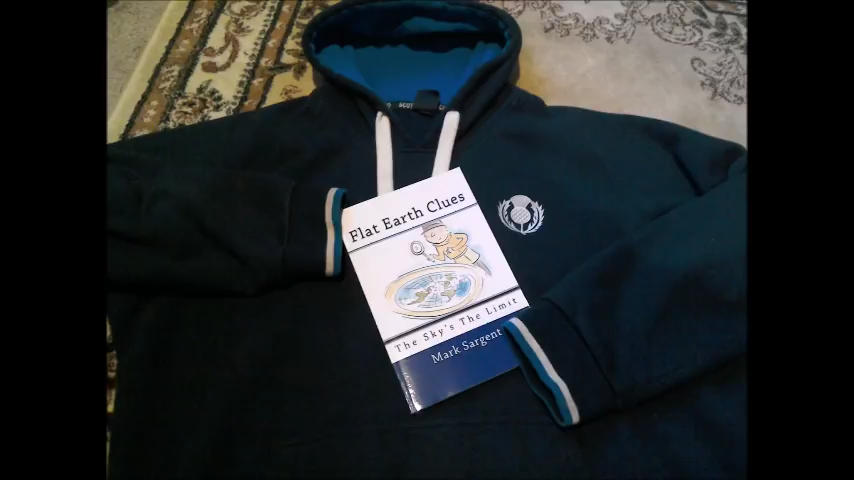 Flat Earth Clues
The Sky's The Limit
Mark Sargent